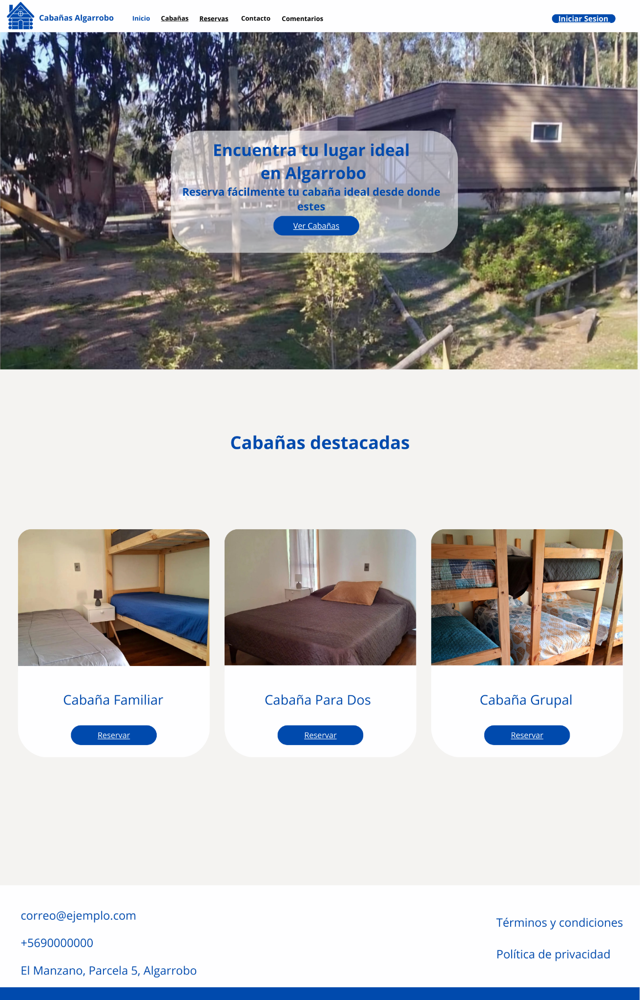 Cabañas Algarrobo
Inicio
Cabañas
Reservas
Contacto
Comentarios
Iniciar Sesion
Encuentra tu lugar ideal
en Algarrobo
Reserva fácilmente tu cabaña ideal desde donde
estes
Ver Cabañas
Cabañas destacadas
Cabaña Familiar
Reservar
Cabaña Para Dos
Reservar
Cabaña Grupal
Reservar
correo@ejemplo.com
+5690000000
El Manzano, Parcela 5, Algarrobo
Términos y condiciones
Política de privacidad